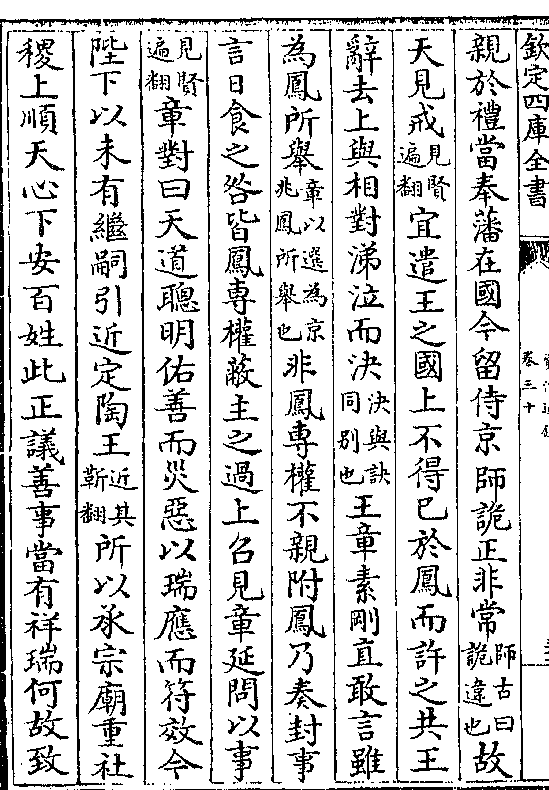 欽定四庫全書
卷三十
親於禮當奉藩在國今留侍京師詭正非常師古曰詭違也故
天見戒見賢遍翻宜遣王之國上不得已於鳳而許之共王
辭去上與相對涕泣而決決與訣同別也王章素剛直敢言雖
為鳳所舉章以選為京兆鳳所舉也非鳳専權不親附鳳乃奏封事
言日食之咎皆鳳専權蔽主之過上召見章延問以事
見賢遍翻章對曰天道聰明佑善而災惡以瑞應而符效今
陛下以未有繼嗣引近定陶王近其靳翻所以承宗廟重社
稷上順天心下安百姓此正議善事當有祥瑞何故致